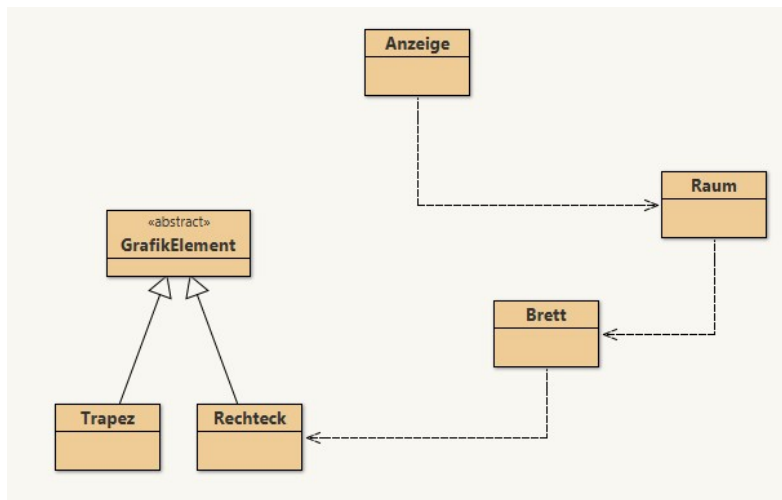 Anzeige
Raum
«abstract»
GrafikElement
Brett
Trapez
Rechteck